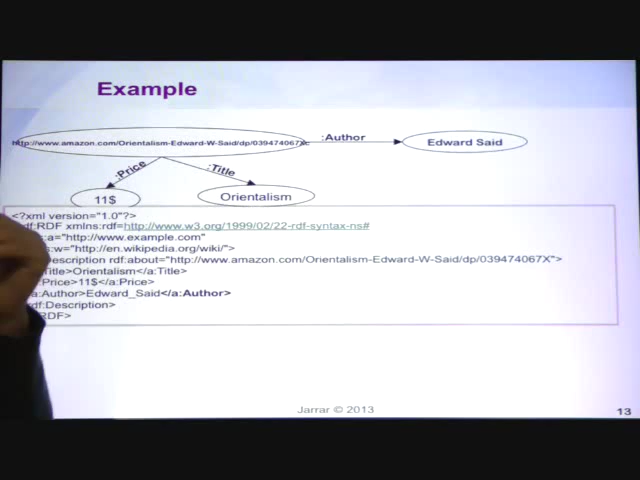 Example
http://www.amazon.com/Orientalism-Edward-W-Said/dp/039474067Xc
:Author
Edward Said
:Price
:Title
11$
Orientalism
<?xml version="1.0"?>
df:RDF xmlns:rdf=http://www.w3.org/1999/02/22-rdf-syntax-ns#
s:a="http://www.example.com"
s:w="http://en.wikipedia.org/wiki/">
Description rdf:about="http://www.amazon.com/Orientalism-Edward-W-Said/dp/039474067X">
Title>Orientalism</a:Title>
Price>11$</a:Price>
a:Author>Edward_Said</a:Author>
rdf:Description>
RDF>
Jarrar © 2013
13